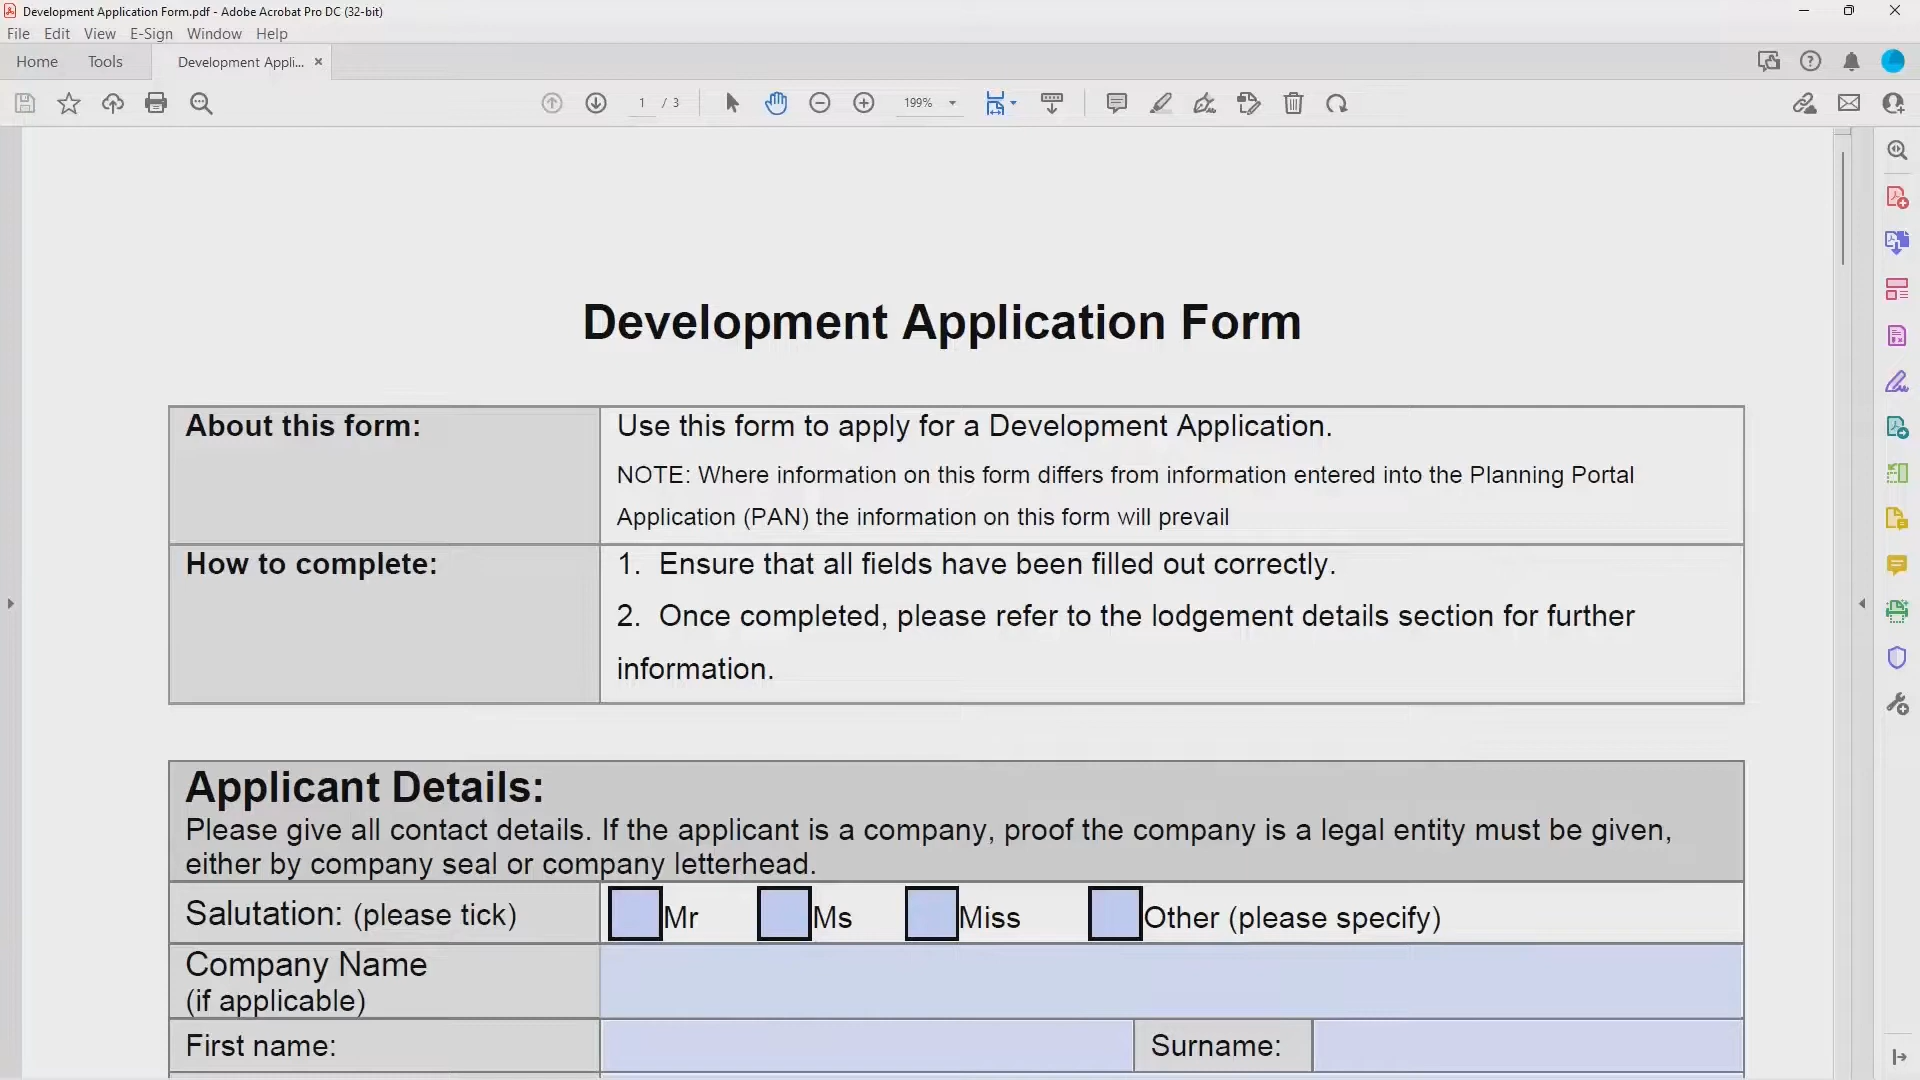 Development Application Form.pdf - Adobe Acrobat Pro DC (32-bit)
File Edit View E-Sign Window Help
Home Tools Development Appli... ×
1 / 3 199%
Development Application Form
About this form:
Use this form to apply for a Development Application.
NOTE: Where information on this form differs from information entered into the Planning Portal
Application (PAN) the information on this form will prevail
How to complete:
1. Ensure that all fields have been filled out correctly.
2. Once completed, please refer to the lodgement details section for further
information.
Applicant Details:
Please give all contact details. If the applicant is a company, proof the company is a legal entity must be given,
either by company seal or company letterhead.
Salutation: (please tick) Mr Ms Miss Other (please specify)
Company Name
(if applicable)
First name: Surname: